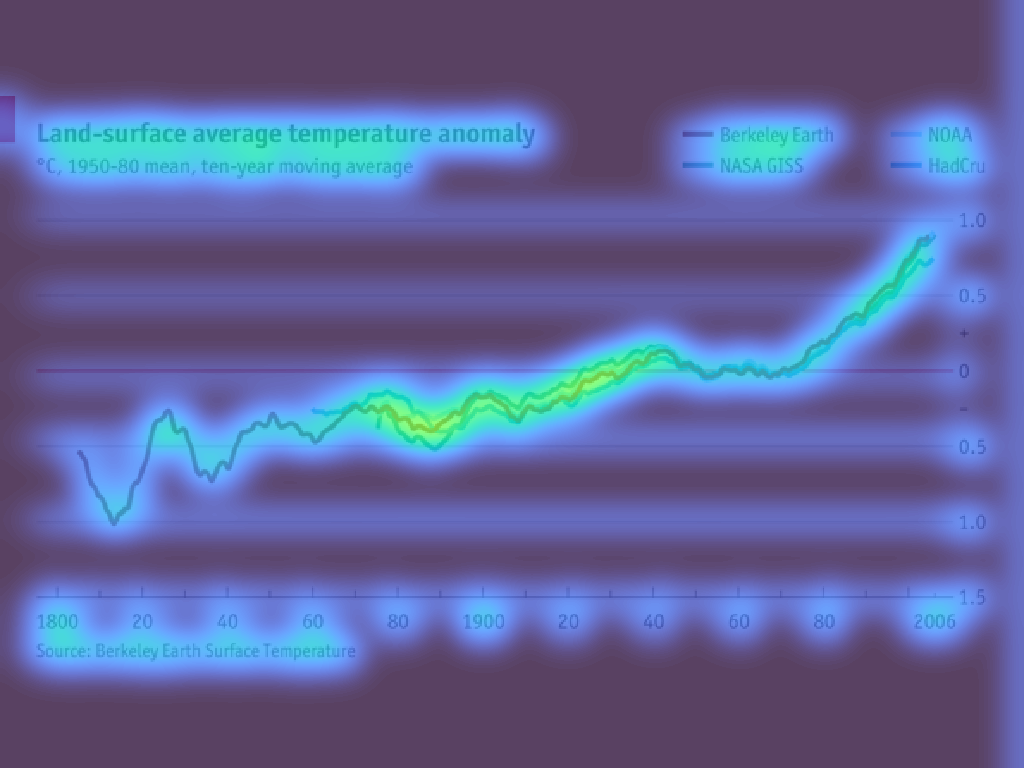 Land-surface average temperature anomaly
°C, 1950-80 mean, ten-year moving average
Berkeley Earth NOAA
NASA GISS HadCru
1.0
0.5
+
0
-
0.5
1.0
1.5
1800 20 40 60 80 1900 20 40 60 80 2006
Source: Berkeley Earth Surface Temperature